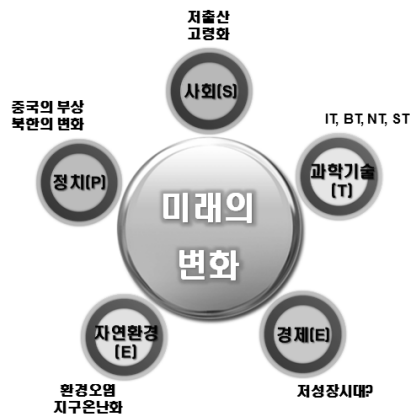 저출산
고령화
사회(S)
중국의 부상
북한의 변화
정치(P)
IT, BT, NT, ST
과학기술
(T)
미래의
변화
자연환경
(E)
환경오염
지구온난화
경제(E)
저성장시대?